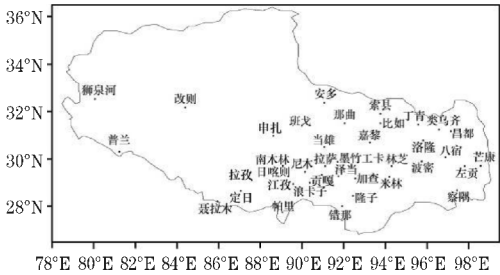 36°N
34°N
32°N
30°N
28°N
狮泉河
改则
安多
索县
班戈
那曲
比如
丁青
类乌齐
昌都
申扎
普兰
当雄
嘉黎
洛隆
八宿
南木林
尼木
拉萨
墨竹工卡
林芝
波密
芒康
日喀则
拉孜
泽当
加查
米林
左贡
江孜
贡嘎
定日
浪卡子
隆子
察隅
聂拉木
帕里
错那
78°E
80°E
82°E
84°E
86°E
88°E
90°E
92°E
94°E
96°E
98°E